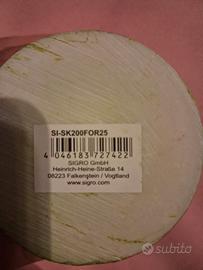 SI-SK200FOR25
4 046183 727422
SIGRO GmbH
Heinrich-Heine-Straße 14
08223 Falkenstein / Vogtland
www.sigro.com
subito